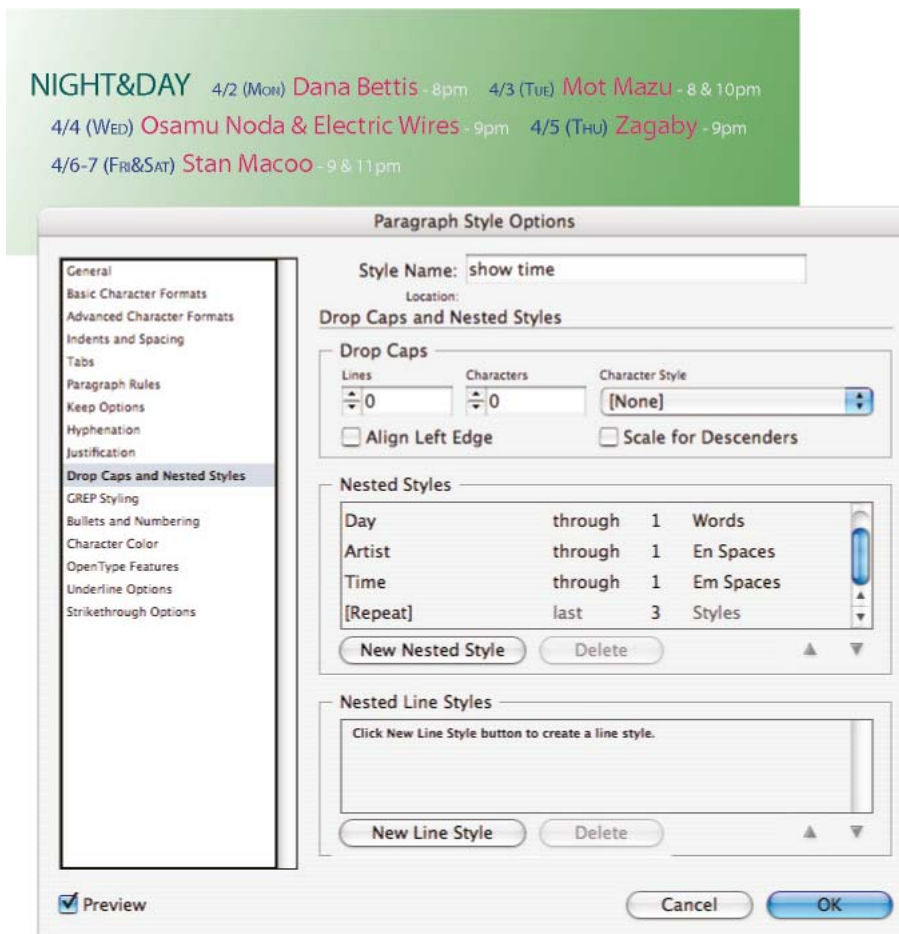 NIGHT&DAY 4/2 (Mon) Dana Bettis - 8pm 4/3 (Tue) Mot Mazu - 8 & 10pm
4/4 (Wed) Osamu Noda & Electric Wires - 9pm 4/5 (Thu) Zagaby - 9pm
4/6-7 (Fri&Sat) Stan Macoo - 9 & 11pm
Paragraph Style Options
General
Basic Character Formats
Advanced Character Formats
Indents and Spacing
Tabs
Paragraph Rules
Keep Options
Hyphenation
Justification
Drop Caps and Nested Styles
GREP Styling
Bullets and Numbering
Character Color
OpenType Features
Underline Options
Strikethrough Options
Style Name: show time
Location:
Drop Caps and Nested Styles
Drop Caps
Lines Characters Character Style
0 0 [None]
Align Left Edge Scale for Descenders
Nested Styles
Day through 1 Words
Artist through 1 En Spaces
Time through 1 Em Spaces
[Repeat] last 3 Styles
New Nested Style Delete
Nested Line Styles
Click New Line Style button to create a line style.
New Line Style Delete
Preview Cancel OK